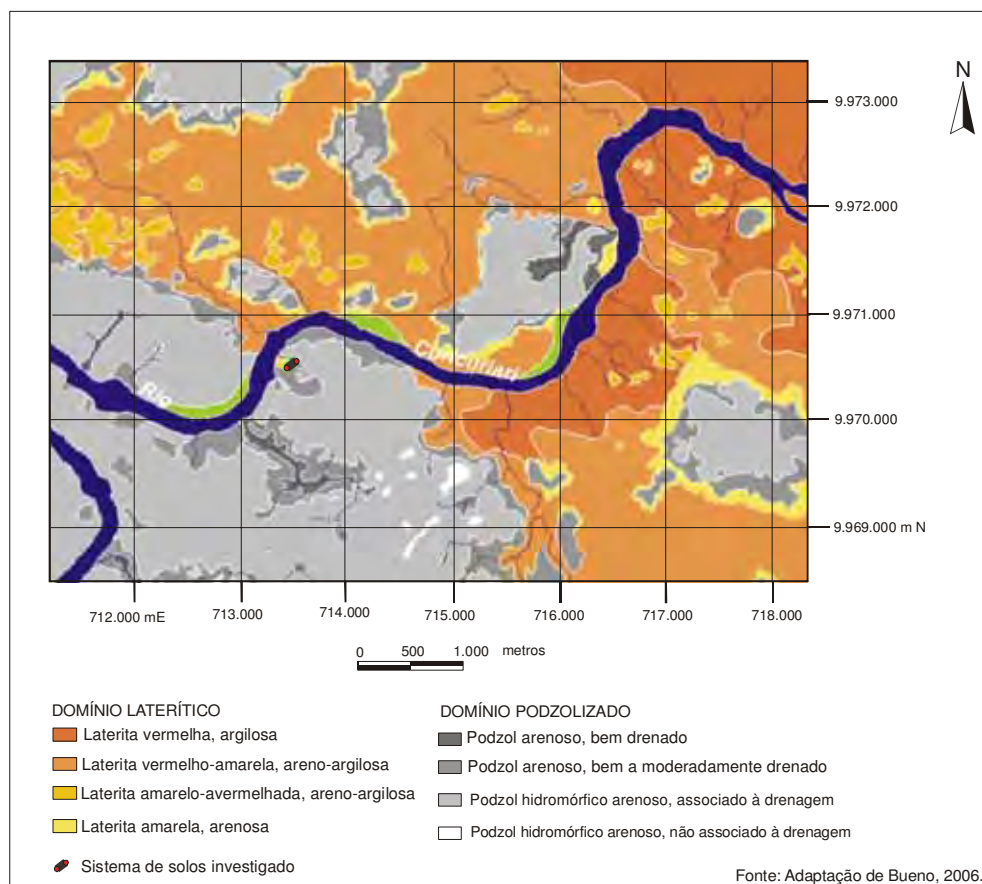 N
9.973.000
9.972.000
9.971.000
9.970.000
9.969.000 m N
Rio Curicuriari
712.000 mE 713.000 714.000 715.000 716.000 717.000 718.000
0 500 1.000 metros
DOMÍNIO LATERÍTICO
Laterita vermelha, argilosa
Laterita vermelho-amarela, areno-argilosa
Laterita amarelo-avermelhada, areno-argilosa
Laterita amarela, arenosa
Sistema de solos investigado
DOMÍNIO PODZOLIZADO
Podzol arenoso, bem drenado
Podzol arenoso, bem a moderadamente drenado
Podzol hidromórfico arenoso, associado à drenagem
Podzol hidromórfico arenoso, não associado à drenagem
Fonte: Adaptação de Bueno, 2006.